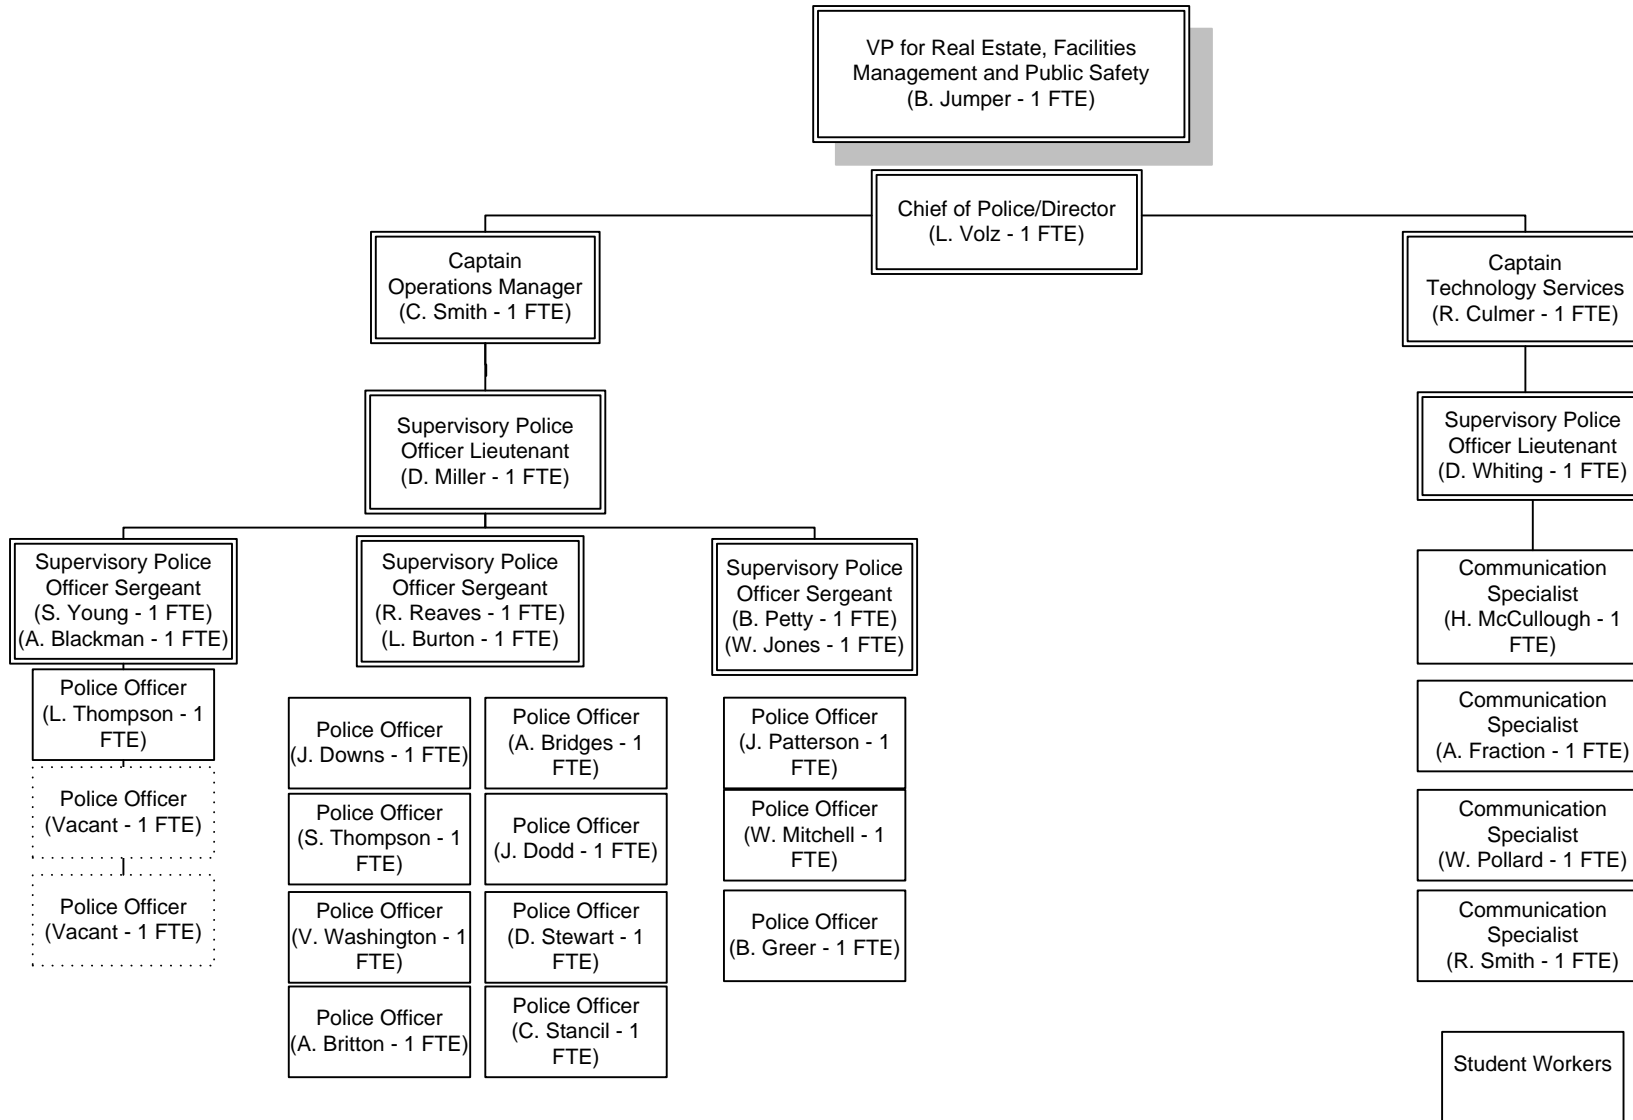 VP for Real Estate, Facilities
Management and Public Safety
(B. Jumper - 1 FTE)
Chief of Police/Director
(L. Volz - 1 FTE)
Captain
Operations Manager
(C. Smith - 1 FTE)
Captain
Technology Services
(R. Culmer - 1 FTE)
Supervisory Police
Officer Lieutenant
(D. Miller - 1 FTE)
Supervisory Police
Officer Lieutenant
(D. Whiting - 1 FTE)
Supervisory Police
Officer Sergeant
(S. Young - 1 FTE)
(A. Blackman - 1 FTE)
Supervisory Police
Officer Sergeant
(R. Reaves - 1 FTE)
(L. Burton - 1 FTE)
Supervisory Police
Officer Sergeant
(B. Petty - 1 FTE)
(W. Jones - 1 FTE)
Communication
Specialist
(H. McCullough - 1
FTE)
Police Officer
(L. Thompson - 1
FTE)
Police Officer
(Vacant - 1 FTE)
Police Officer
(Vacant - 1 FTE)
Police Officer
(J. Downs - 1 FTE)
Police Officer
(A. Bridges - 1
FTE)
Police Officer
(S. Thompson - 1
FTE)
Police Officer
(J. Dodd - 1 FTE)
Police Officer
(V. Washington - 1
FTE)
Police Officer
(D. Stewart - 1
FTE)
Police Officer
(A. Britton - 1 FTE)
Police Officer
(C. Stancil - 1
FTE)
Police Officer
(J. Patterson - 1
FTE)
Police Officer
(W. Mitchell - 1
FTE)
Police Officer
(B. Greer - 1 FTE)
Communication
Specialist
(A. Fraction - 1 FTE)
Communication
Specialist
(W. Pollard - 1 FTE)
Communication
Specialist
(R. Smith - 1 FTE)
Student Workers